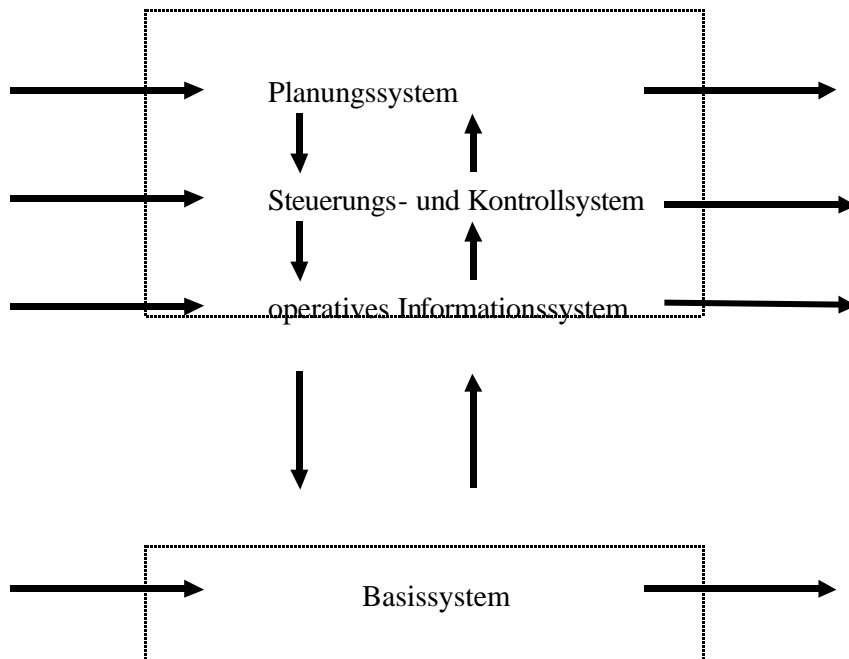 Planungssystem
Steuerungs- und Kontrollsystem
operatives Informationssystem
Basissystem